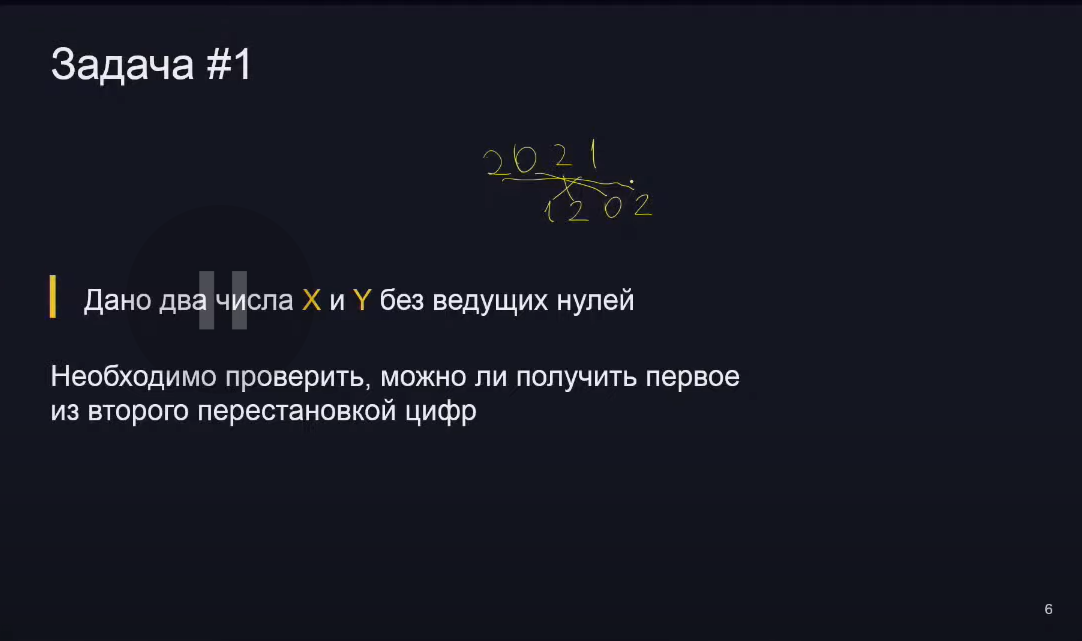 Задача #1
2021
1202
Дано два числа X и Y без ведущих нулей
Необходимо проверить, можно ли получить первое
из второго перестановкой цифр
6